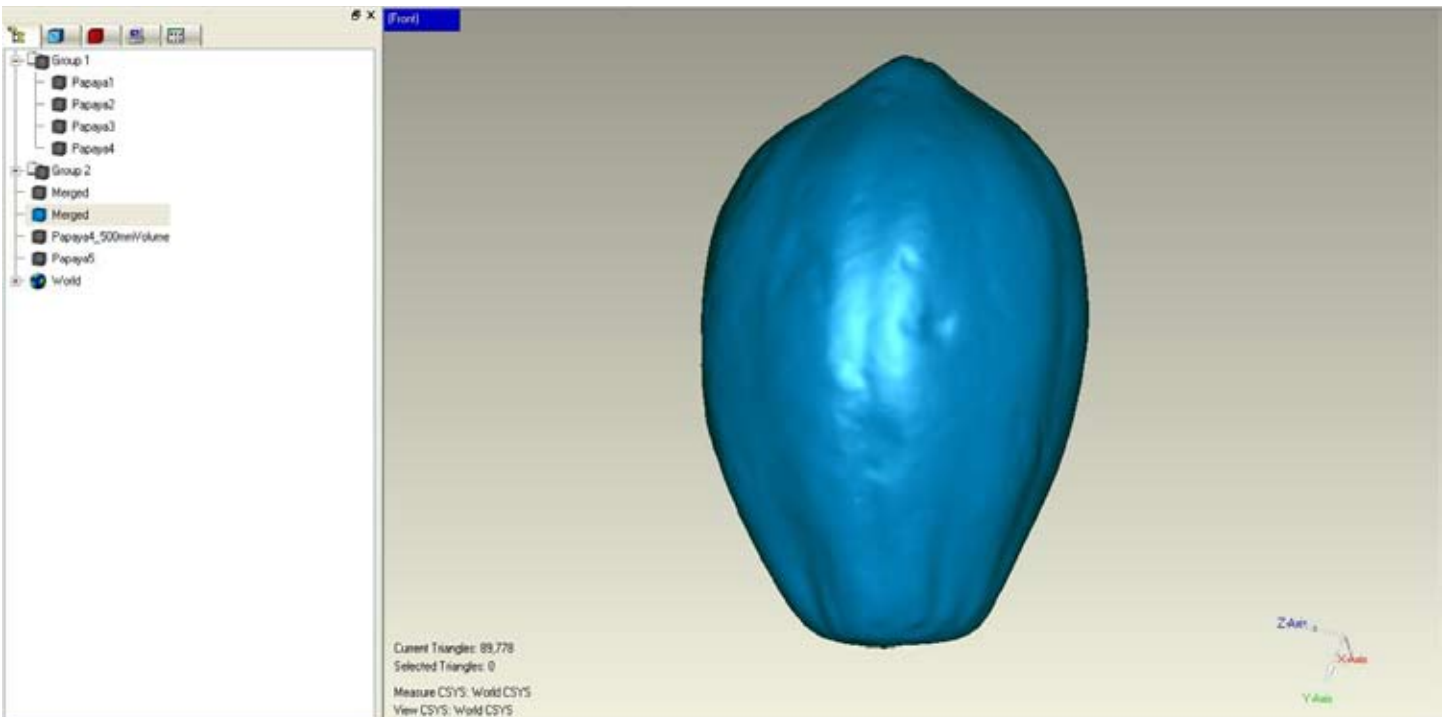 (Front)
Group 1
Papaya1
Papaya2
Papaya3
Papaya4
Group 2
Merged
Merged
Papaya4_500mmVolume
Papaya5
World
Current Triangles: 89,778
Selected Triangles: 0
Measure CSYS: World CSYS
View CSYS: World CSYS
Z-Axis
X-Axis
Y-Axis